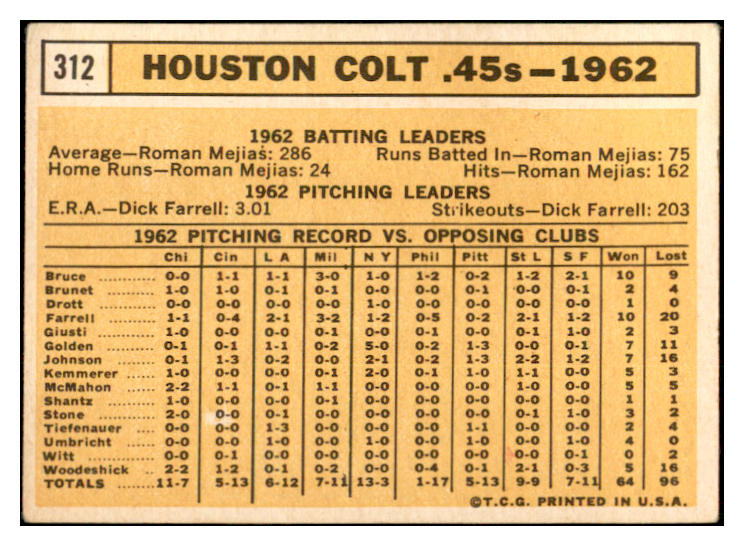 312 HOUSTON COLT .45s—1962
1962 BATTING LEADERS
Average—Roman Mejias: 286 Runs Batted In—Roman Mejias: 75
Home Runs—Roman Mejias: 24 Hits—Roman Mejias: 162
1962 PITCHING LEADERS
E.R.A.—Dick Farrell: 3.01 Strikeouts—Dick Farrell: 203
1962 PITCHING RECORD VS. OPPOSING CLUBS
Chi Cin L A Mil N Y Phil Pitt St L S F Won Lost
Bruce ............ 0-0 1-1 1-1 3-0 1-0 1-2 0-2 1-2 2-1 10 9
Brunet .......... 1-0 1-0 0-1 0-1 0-0 0-0 0-1 0-0 0-1 2 4
Drott ............ 0-0 0-0 0-0 0-0 1-0 0-0 0-0 0-0 0-0 1 0
Farrell .......... 1-1 0-4 2-1 3-2 1-2 0-5 0-2 2-1 1-2 10 20
Giusti .......... 1-0 0-0 0-0 0-1 0-1 0-0 0-0 0-1 1-0 2 3
Golden .......... 0-1 0-1 1-1 0-2 5-0 0-2 1-3 0-0 0-1 7 11
Johnson ........ 0-1 1-3 0-2 0-0 2-1 0-2 1-3 2-2 1-2 7 16
Kemmerer .... 1-0 0-0 0-0 0-1 2-0 0-1 1-0 1-0 0-1 5 3
McMahon ...... 2-2 1-1 0-1 1-1 0-0 0-0 0-0 1-0 0-0 5 5
Shantz .......... 1-0 0-0 0-0 0-1 0-0 0-0 0-0 0-0 0-0 1 1
Stone ............ 2-0 0-0 0-1 0-0 0-0 0-0 0-0 0-1 1-0 3 2
Tiefenauer .... 0-0 0-0 1-3 0-0 0-0 0-0 1-1 0-0 0-0 2 4
Umbricht ...... 0-0 0-0 1-0 0-0 1-0 0-0 1-0 0-0 1-0 4 0
Witt .............. 0-0 0-1 0-1 0-0 0-0 0-0 0-0 0-0 0-0 0 2
Woodeshick .. 2-2 1-2 0-1 0-2 0-0 0-4 0-1 2-1 0-3 5 16
TOTALS ........ 11-7 5-13 6-12 7-11 13-3 1-17 5-13 9-9 7-11 64 96
©T.C.G. PRINTED IN U.S.A.